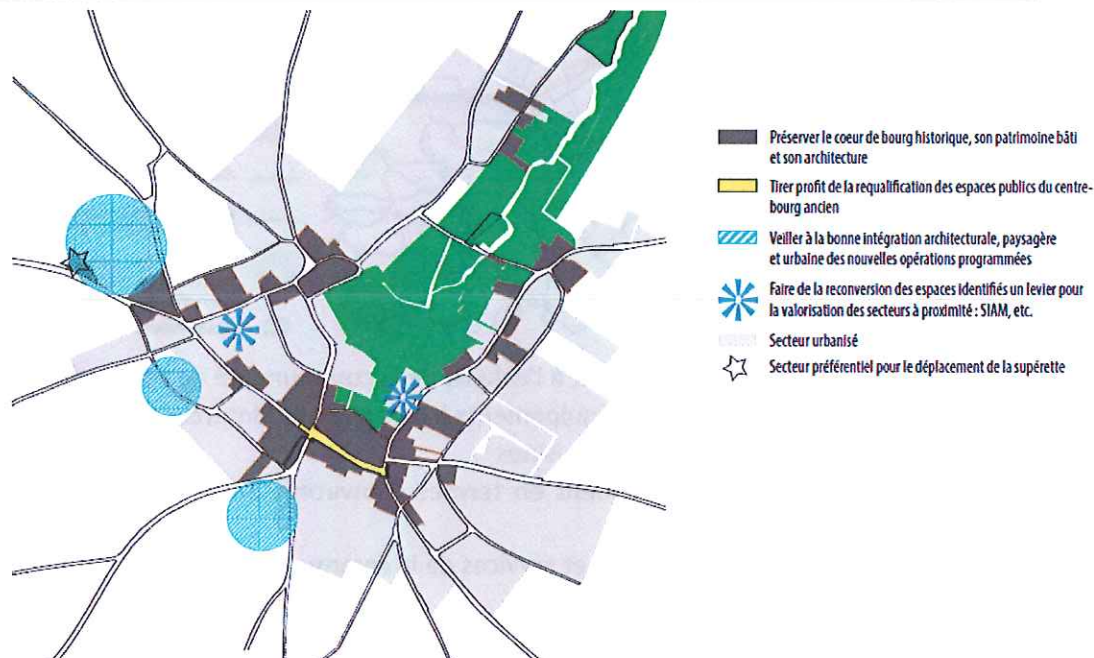 Préserver le coeur de bourg historique, son patrimoine bâti
et son architecture
Tirer profit de la requalification des espaces publics du centre-
bourg ancien
Veiller à la bonne intégration architecturale, paysagère
et urbaine des nouvelles opérations programmées
Faire de la reconversion des espaces identifiés un levier pour
la valorisation des secteurs à proximité : SIAM, etc.
Secteur urbanisé
Secteur préférentiel pour le déplacement de la supérette